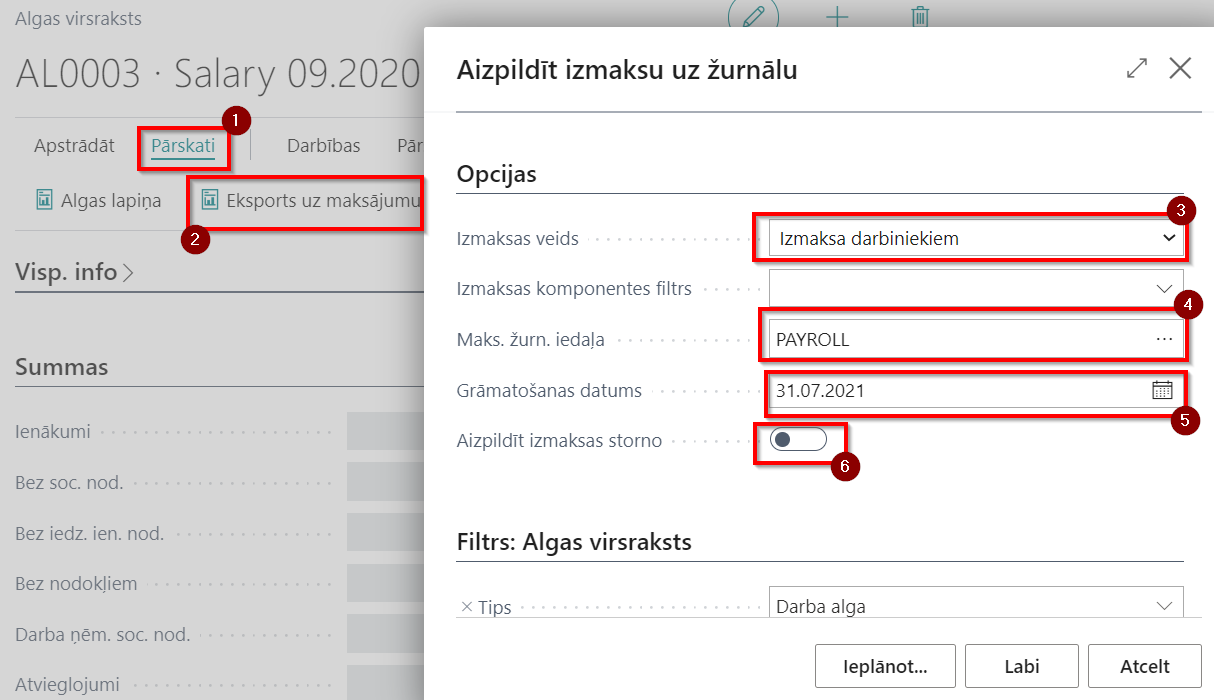 Algas virsraksts
AL0003 · Salary 09.2020
Apstrādāt Pārskati Darbības Pār
1
Algas lapiņa Eksports uz maksājumu
2
Visp. info
Summas
Ienākumi
Bez soc. nod.
Bez iedz. ien. nod.
Bez nodokļiem
Darba ņēm. soc. nod.
Atvieglojumi
Aizpildīt izmaksu uz žurnālu
Opcijas
Izmaksas veids Izmaksa darbiniekiem
3
Izmaksas komponentes filtrs
Maks. žurn. iedaļa PAYROLL ...
4
Grāmatošanas datums 31.07.2021
5
Aizpildīt izmaksas storno
6
Filtrs: Algas virsraksts
× Tips Darba alga
Ieplānot... Labi Atcelt